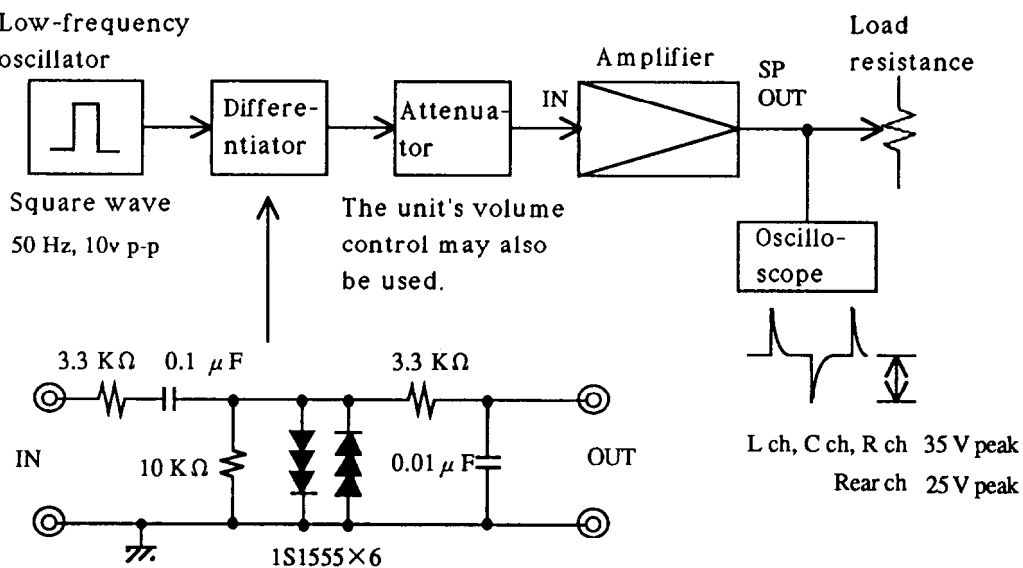 Low-frequency
oscillator
Square wave
50 Hz, 10v p-p
Differe-
ntiator
Attenua-
tor
The unit's volume
control may also
be used.
IN
Amplifier
SP
OUT
Load
resistance
Oscillo-
scope
L ch, C ch, R ch 35 V peak
Rear ch 25 V peak
3.3 KΩ
0.1 μF
3.3 KΩ
IN
10 KΩ
0.01 μF
OUT
1S1555×6